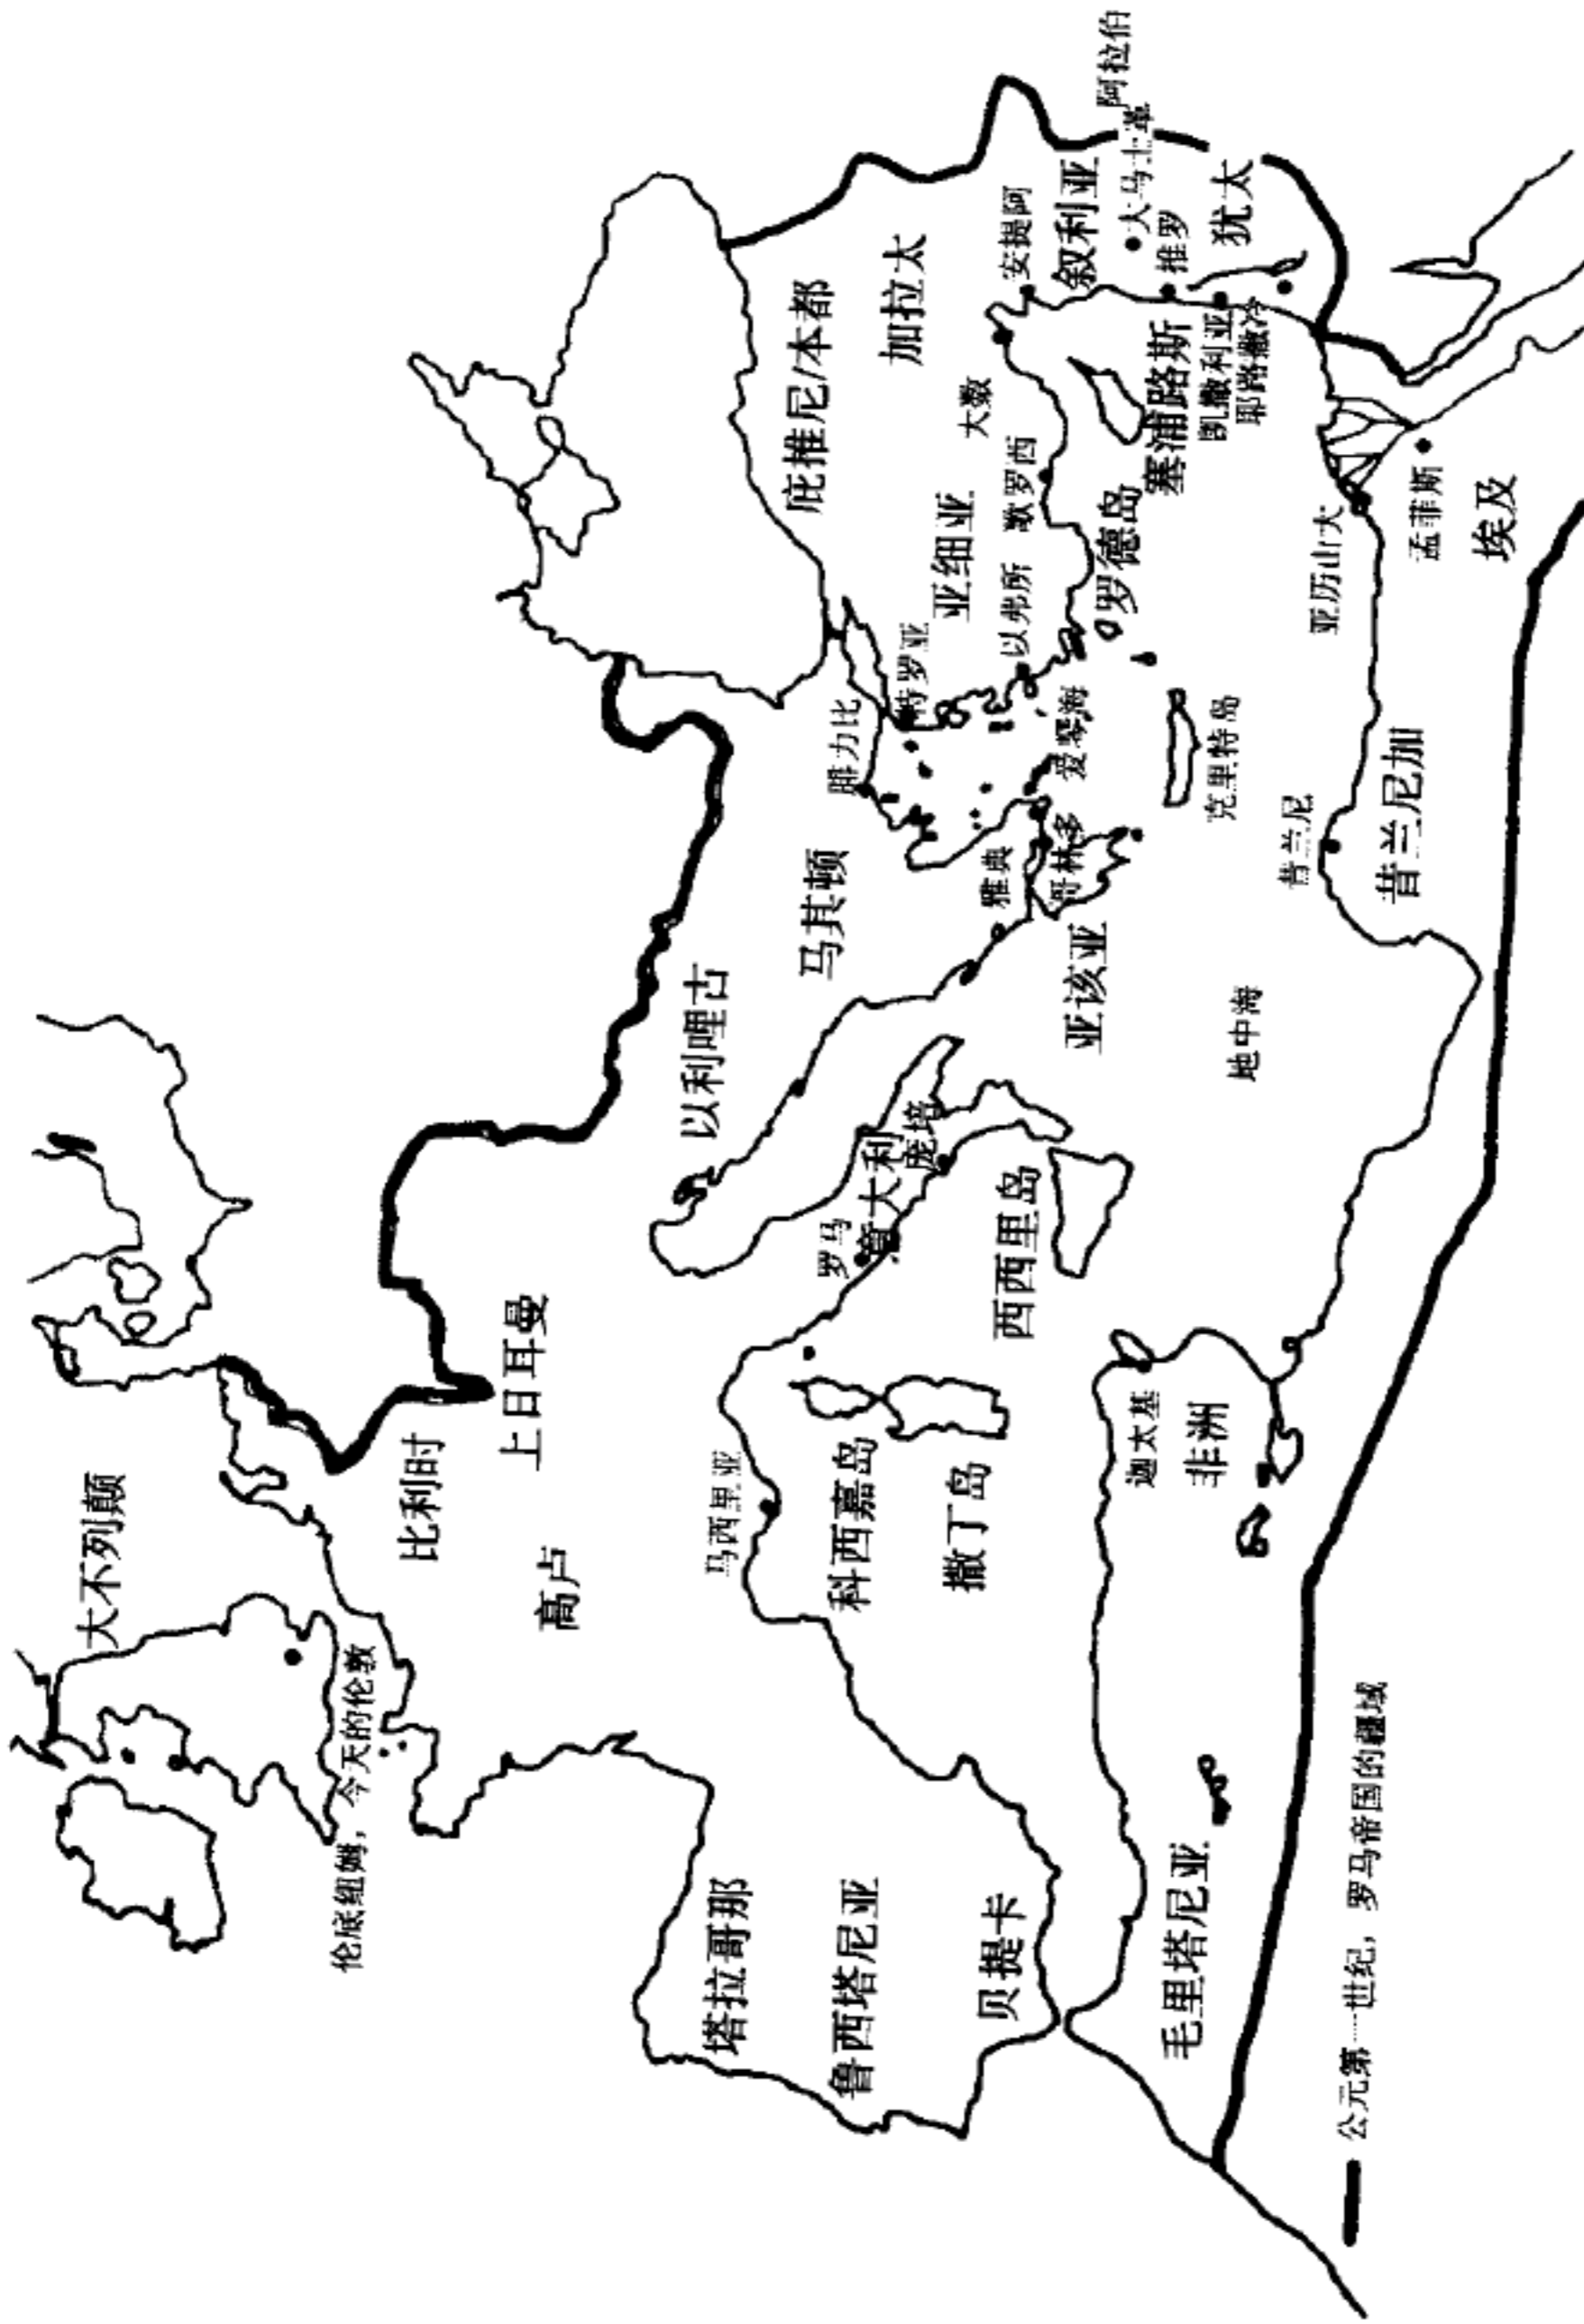 大不列颠
伦底纽姆，今天的伦敦
比利时
上日耳曼
高卢
以利哩古
马其顿
庇推尼/本都
加拉太
塔拉哥那
鲁西塔尼亚
贝提卡
马西里亚
科西嘉岛
撒丁岛
罗马
意大利
庞培
西西里岛
腓力比
特罗亚
亚细亚
大数
安提阿
雅典
哥林多
亚该亚
爱琴海
以弗所
歌罗西
罗德岛
叙利亚
阿拉伯
大马士革
推罗
犹太
塞浦路斯
凯撒利亚
耶路撒冷
毛里塔尼亚
迦太基
非洲
地中海
克里特岛
昔兰尼
昔兰尼加
亚历山大
孟菲斯
埃及
公元第一世纪，罗马帝国的疆域